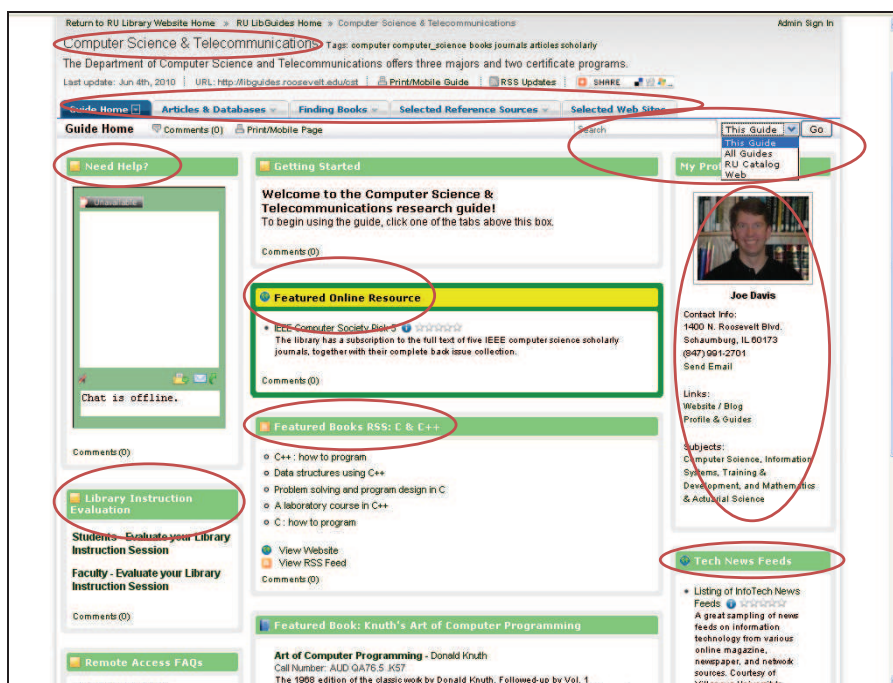 Return to RU Library Website Home » RU LibGuides Home » Computer Science & Telecommunications
Admin Sign In
Computer Science & Telecommunications Tags: computer computer_science books journals articles scholarly
The Department of Computer Science and Telecommunications offers three majors and two certificate programs.
Last update: Jun 4th, 2010 | URL: http://libguides.roosevelt.edu/cst | Print/Mobile Guide | RSS Updates | SHARE
Guide Home Articles & Databases Finding Books Selected Reference Sources Selected Web Sites
Guide Home Comments (0) Print/Mobile Page Search This Guide Go
This Guide
All Guides
RU Catalog
Web
Need Help?
Unavailable
Chat is offline.
Comments (0)
Library Instruction
Evaluation
Students - Evaluate your Library
Instruction Session
Faculty - Evaluate your Library
Instruction Session
Comments (0)
Remote Access FAQs
Getting Started
Welcome to the Computer Science &
Telecommunications research guide!
To begin using the guide, click one of the tabs above this box.
Comments (0)
Featured Online Resource
IEEE Computer Society Pick 5
The library has a subscription to the full text of five IEEE computer science scholarly
journals, together with their complete back issue collection.
Comments (0)
Featured Books RSS: C & C++
C++ : how to program
Data structures using C++
Problem solving and program design in C
A laboratory course in C++
C : how to program
View Website
View RSS Feed
Comments (0)
Featured Book: Knuth's Art of Computer Programming
Art of Computer Programming - Donald Knuth
Call Number: AUD QA76.5 .K57
The 1968 edition of the classic work by Donald Knuth. Followed-up by Vol. 1
My
Joe Davis
Contact Info:
1400 N. Roosevelt Blvd.
Schaumburg, IL 60173
(847) 991-2701
Send Email
Links:
Website / Blog
Profile & Guides
Subjects:
Computer Science, Information
Systems, Training &
Development, and Mathematics
& Actuarial Science
Tech News Feeds
Listing of InfoTech News
Feeds
A great sampling of news
feeds on information
technology from various
online magazine,
newspaper, and network
sources. Courtesy of